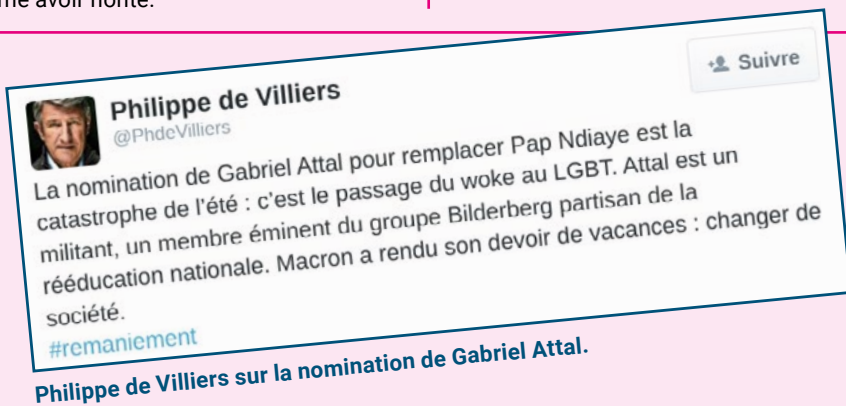 me avoir honte.
Philippe de Villiers
@PhdeVilliers
Suivre
La nomination de Gabriel Attal pour remplacer Pap Ndiaye est la
catastrophe de l'été : c'est le passage du woke au LGBT. Attal est un
militant, un membre éminent du groupe Bilderberg partisan de la
rééducation nationale. Macron a rendu son devoir de vacances : changer de
société.
#remaniement
Philippe de Villiers sur la nomination de Gabriel Attal.